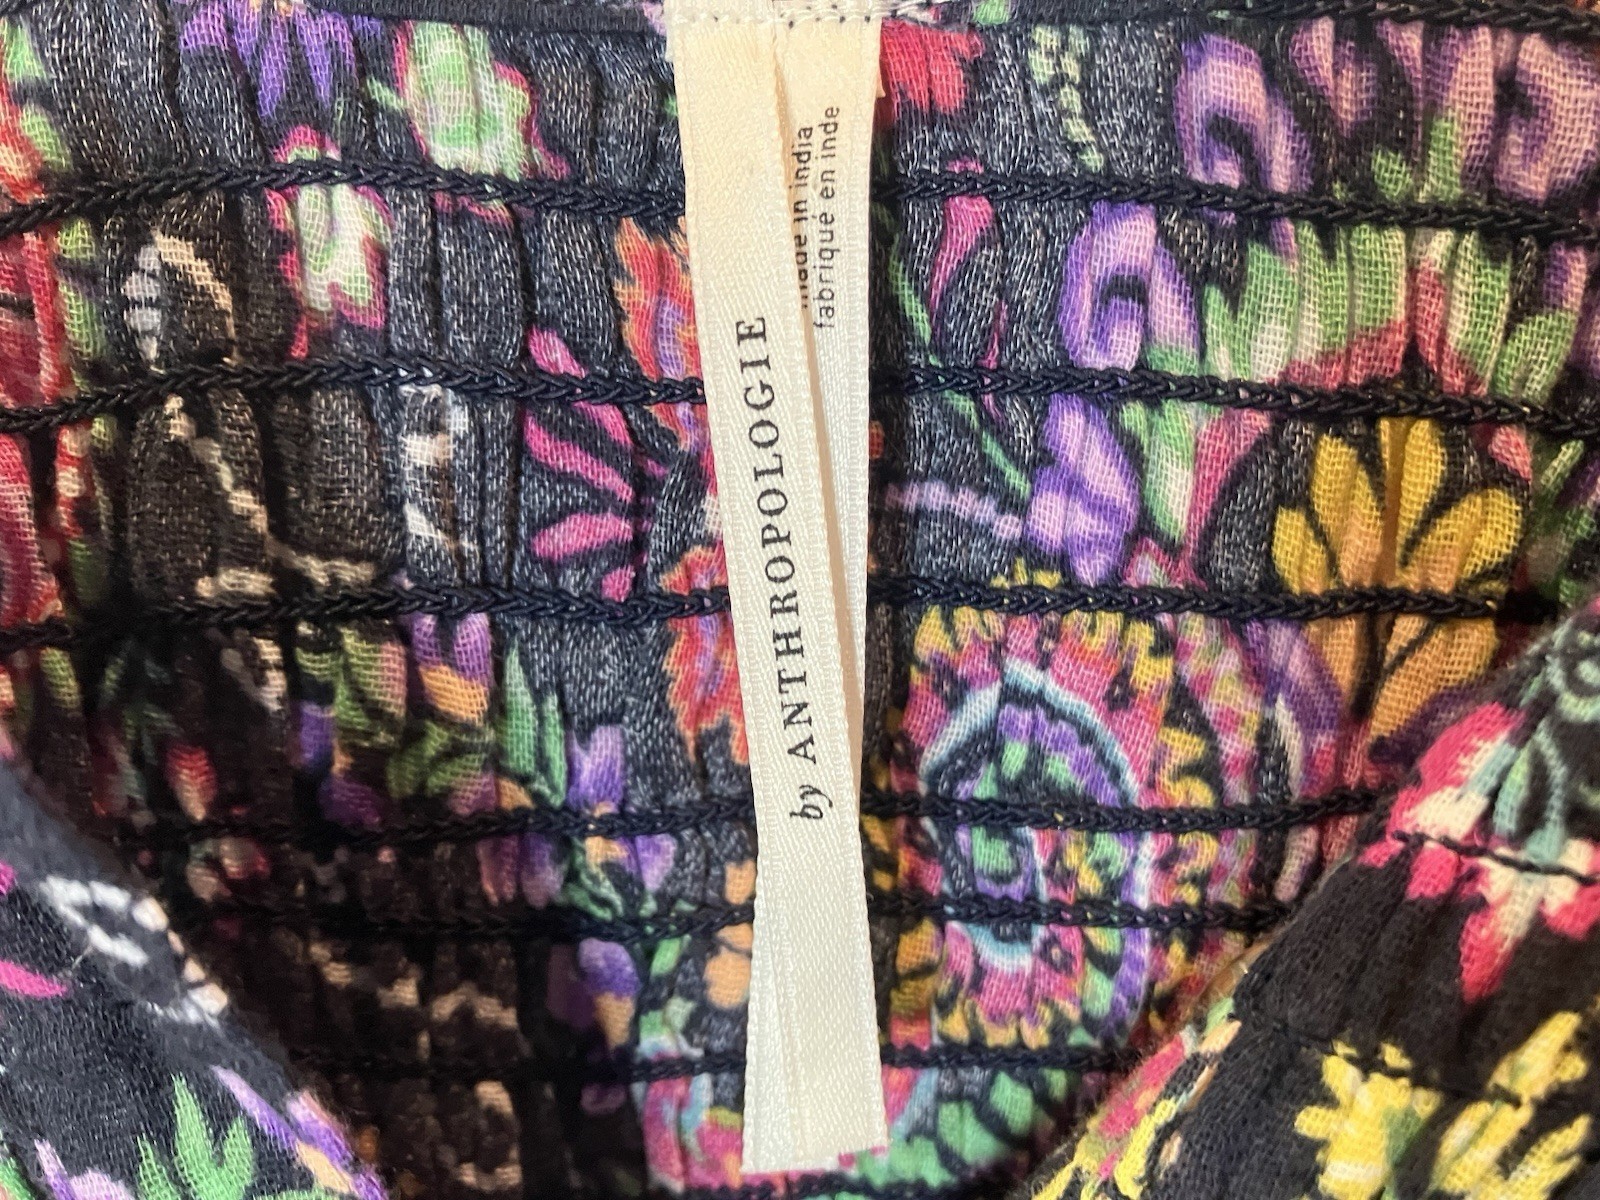 by ANTHROPOLOGIE
made in india
fabriqué en inde